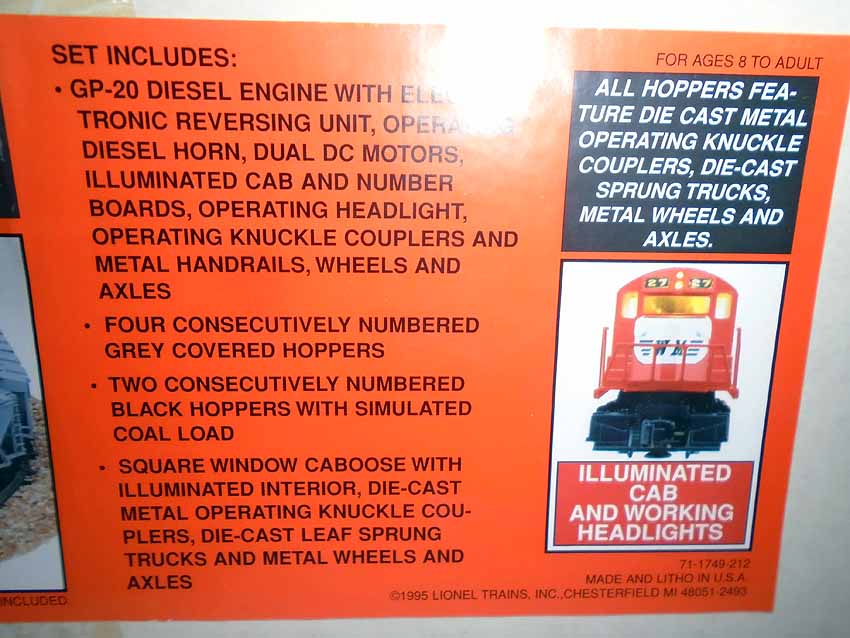 SET INCLUDES:
• GP-20 DIESEL ENGINE WITH ELEC-
TRONIC REVERSING UNIT, OPERATING
DIESEL HORN, DUAL DC MOTORS,
ILLUMINATED CAB AND NUMBER
BOARDS, OPERATING HEADLIGHT,
OPERATING KNUCKLE COUPLERS AND
METAL HANDRAILS, WHEELS AND
AXLES
• FOUR CONSECUTIVELY NUMBERED
GREY COVERED HOPPERS
• TWO CONSECUTIVELY NUMBERED
BLACK HOPPERS WITH SIMULATED
COAL LOAD
• SQUARE WINDOW CABOOSE WITH
ILLUMINATED INTERIOR, DIE-CAST
METAL OPERATING KNUCKLE COU-
PLERS, DIE-CAST LEAF SPRUNG
TRUCKS AND METAL WHEELS AND
AXLES
INCLUDED.
FOR AGES 8 TO ADULT
ALL HOPPERS FEA-
TURE DIE CAST METAL
OPERATING KNUCKLE
COUPLERS, DIE-CAST
SPRUNG TRUCKS,
METAL WHEELS AND
AXLES.
27 27
WM
ILLUMINATED
CAB
AND WORKING
HEADLIGHTS
71-1749-212
MADE AND LITHO IN U.S.A.
©1995 LIONEL TRAINS, INC.,CHESTERFIELD MI 48051-2493